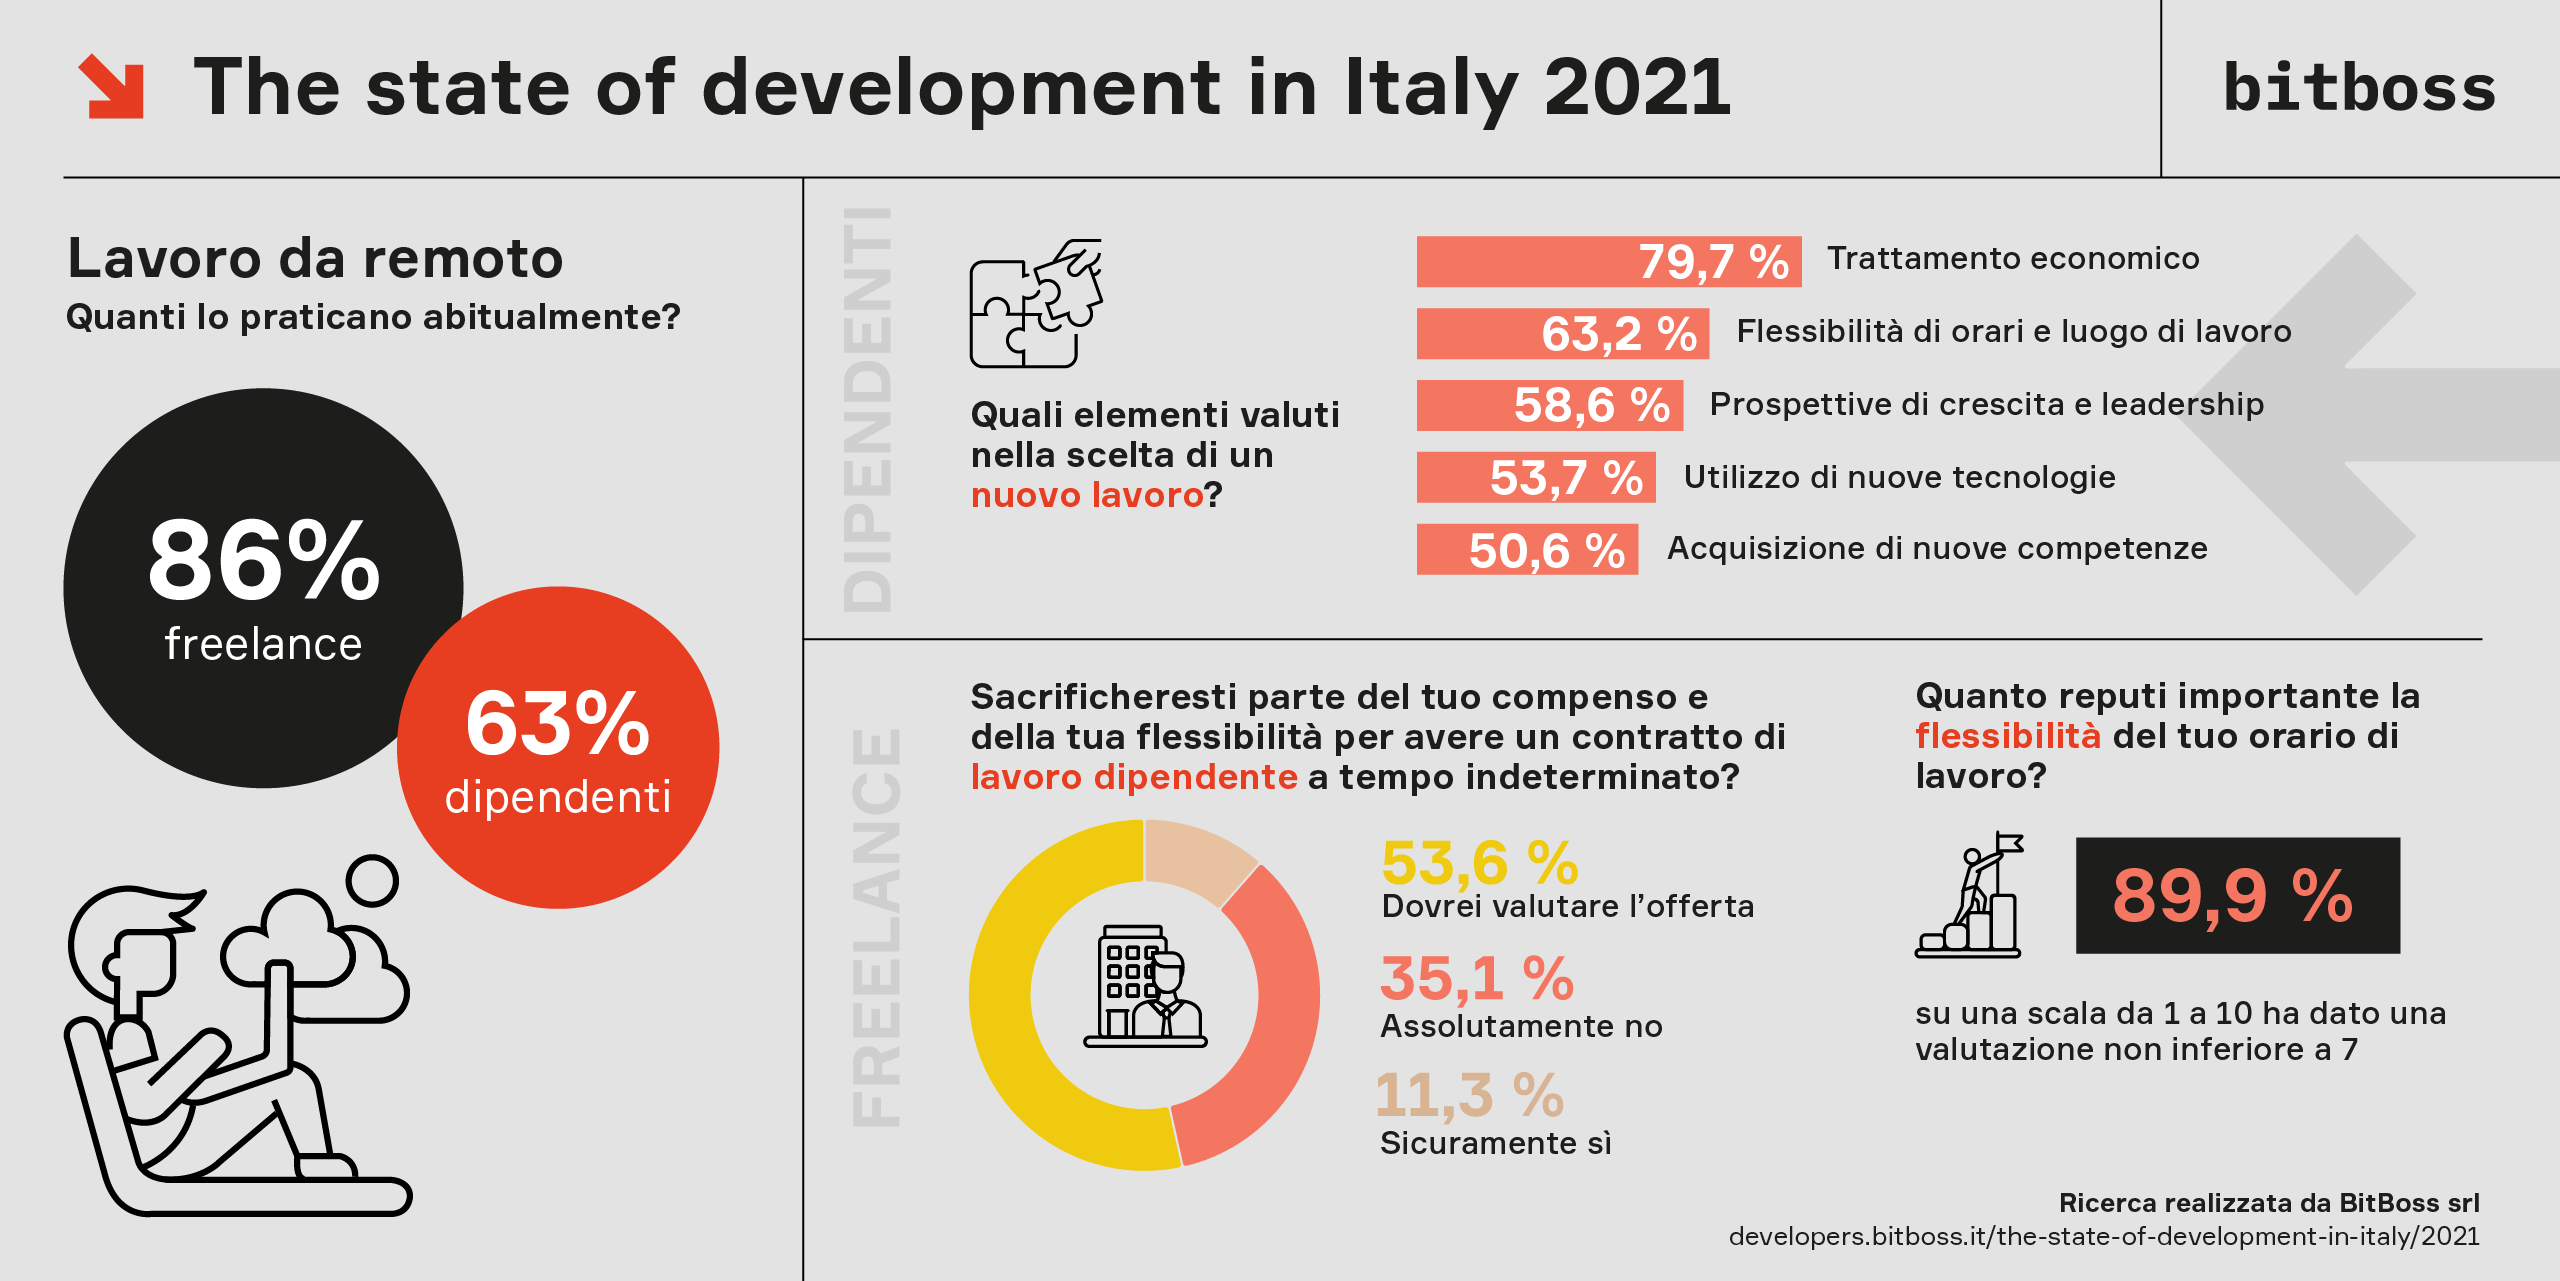 The state of development in Italy 2021
bitboss
Lavoro da remoto
Quanti lo praticano abitualmente?
86%
freelance
63%
dipendenti
DIPENDENTI
Quali elementi valuti
nella scelta di un
nuovo lavoro?
79,7 % Trattamento economico
63,2 % Flessibilità di orari e luogo di lavoro
58,6 % Prospettive di crescita e leadership
53,7 % Utilizzo di nuove tecnologie
50,6 % Acquisizione di nuove competenze
FREELANCE
Sacrificheresti parte del tuo compenso e
della tua flessibilità per avere un contratto di
lavoro dipendente a tempo indeterminato?
53,6 %
Dovrei valutare l’offerta
35,1 %
Assolutamente no
11,3 %
Sicuramente sì
Quanto reputi importante la
flessibilità del tuo orario di
lavoro?
89,9 %
su una scala da 1 a 10 ha dato una
valutazione non inferiore a 7
Ricerca realizzata da BitBoss srl
developers.bitboss.it/the-state-of-development-in-italy/2021